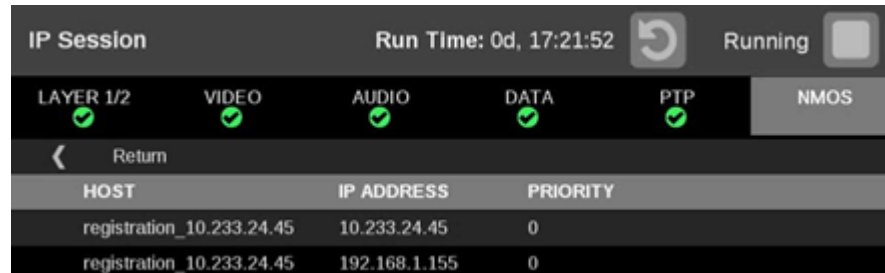 IP Session Run Time: 0d, 17:21:52 Running
LAYER 1/2 VIDEO AUDIO DATA PTP NMOS
Return
HOST IP ADDRESS PRIORITY
registration_10.233.24.45 10.233.24.45 0
registration_10.233.24.45 192.168.1.155 0